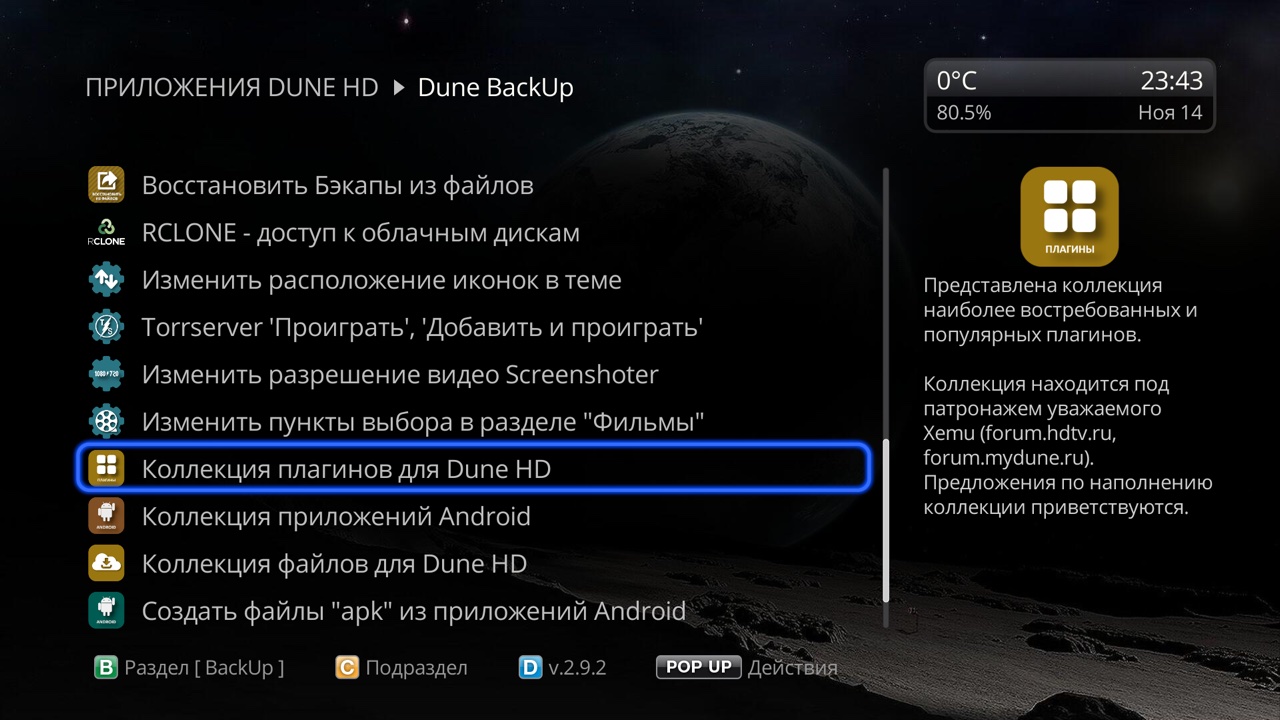 ПРИЛОЖЕНИЯ DUNE HD Dune BackUp
0°C 23:43
80.5% Ноя 14
Восстановить Бэкапы из файлов
RCLONE
RCLONE - доступ к облачным дискам
Изменить расположение иконок в теме
Torrserver 'Проиграть', 'Добавить и проиграть'
Изменить разрешение видео Screenshoter
Изменить пункты выбора в разделе "Фильмы"
Коллекция плагинов для Dune HD
ANDROID
Коллекция приложений Android
Коллекция файлов для Dune HD
ANDROID
Создать файлы "apk" из приложений Android
ПЛАГИНЫ
Представлена коллекция
наиболее востребованных и
популярных плагинов.
Коллекция находится под
патронажем уважаемого
Xemu (forum.hdtv.ru,
forum.mydune.ru).
Предложения по наполнению
коллекции приветствуются.
B Раздел [ BackUp ] C Подраздел D v.2.9.2 POP UP Действия